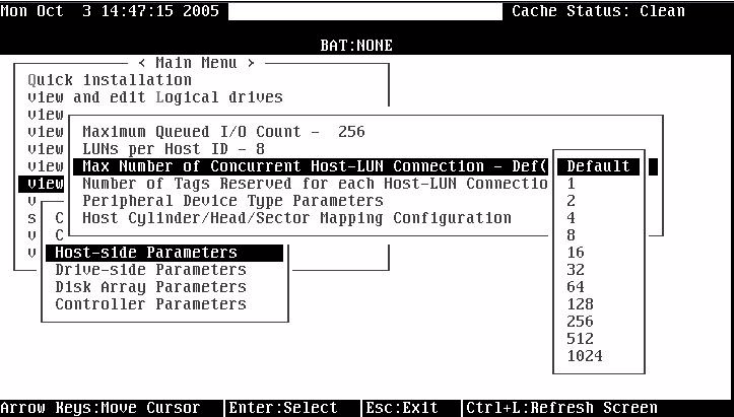 Mon Oct 3 14:47:15 2005 Cache Status: Clean
BAT:NONE
< Main Menu >
Quick installation
view and edit Logical drives
view
view Maximum Queued I/O Count - 256
view LUNs per Host ID - 8
view Max Number of Concurrent Host-LUN Connection - Def( Default
view Number of Tags Reserved for each Host-LUN Connectio 1
v Peripheral Device Type Parameters 2
s C Host Cylinder/Head/Sector Mapping Configuration 4
v C 8
v Host-side Parameters 16
Drive-side Parameters 32
Disk Array Parameters 64
Controller Parameters 128
256
512
1024
Arrow Keys:Move Cursor |Enter:Select |Esc:Exit |Ctrl+L:Refresh Screen